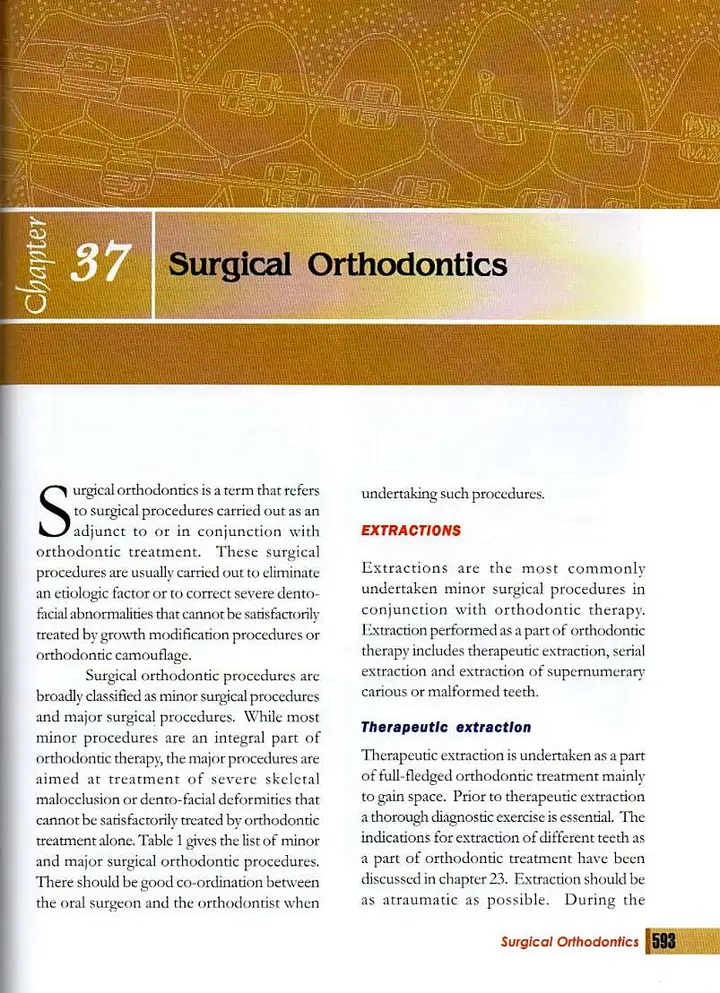 Chapter
37
Surgical Orthodontics
Surgical orthodontics is a term that refers
to surgical procedures carried out as an
adjunct to or in conjunction with
orthodontic treatment. These surgical
procedures are usually carried out to eliminate
an etiologic factor or to correct severe dento-
facial abnormalities that cannot be satisfactorily
treated by growth modification procedures or
orthodontic camouflage.
Surgical orthodontic procedures are
broadly classified as minor surgical procedures
and major surgical procedures. While most
minor procedures are an integral part of
orthodontic therapy, the major procedures are
aimed at treatment of severe skeletal
malocclusion or dento-facial deformities that
cannot be satisfactorily treated by orthodontic
treatment alone. Table 1 gives the list of minor
and major surgical orthodontic procedures.
There should be good co-ordination between
the oral surgeon and the orthodontist when
undertaking such procedures.
EXTRACTIONS
Extractions are the most commonly
undertaken minor surgical procedures in
conjunction with orthodontic therapy.
Extraction performed as a part of orthodontic
therapy includes therapeutic extraction, serial
extraction and extraction of supernumerary
carious or malformed teeth.
Therapeutic extraction
Therapeutic extraction is undertaken as a part
of full-fledged orthodontic treatment mainly
to gain space. Prior to therapeutic extraction
a thorough diagnostic exercise is essential. The
indications for extraction of different teeth as
a part of orthodontic treatment have been
discussed in chapter 23. Extraction should be
as atraumatic as possible. During the
Surgical Orthodontics 593